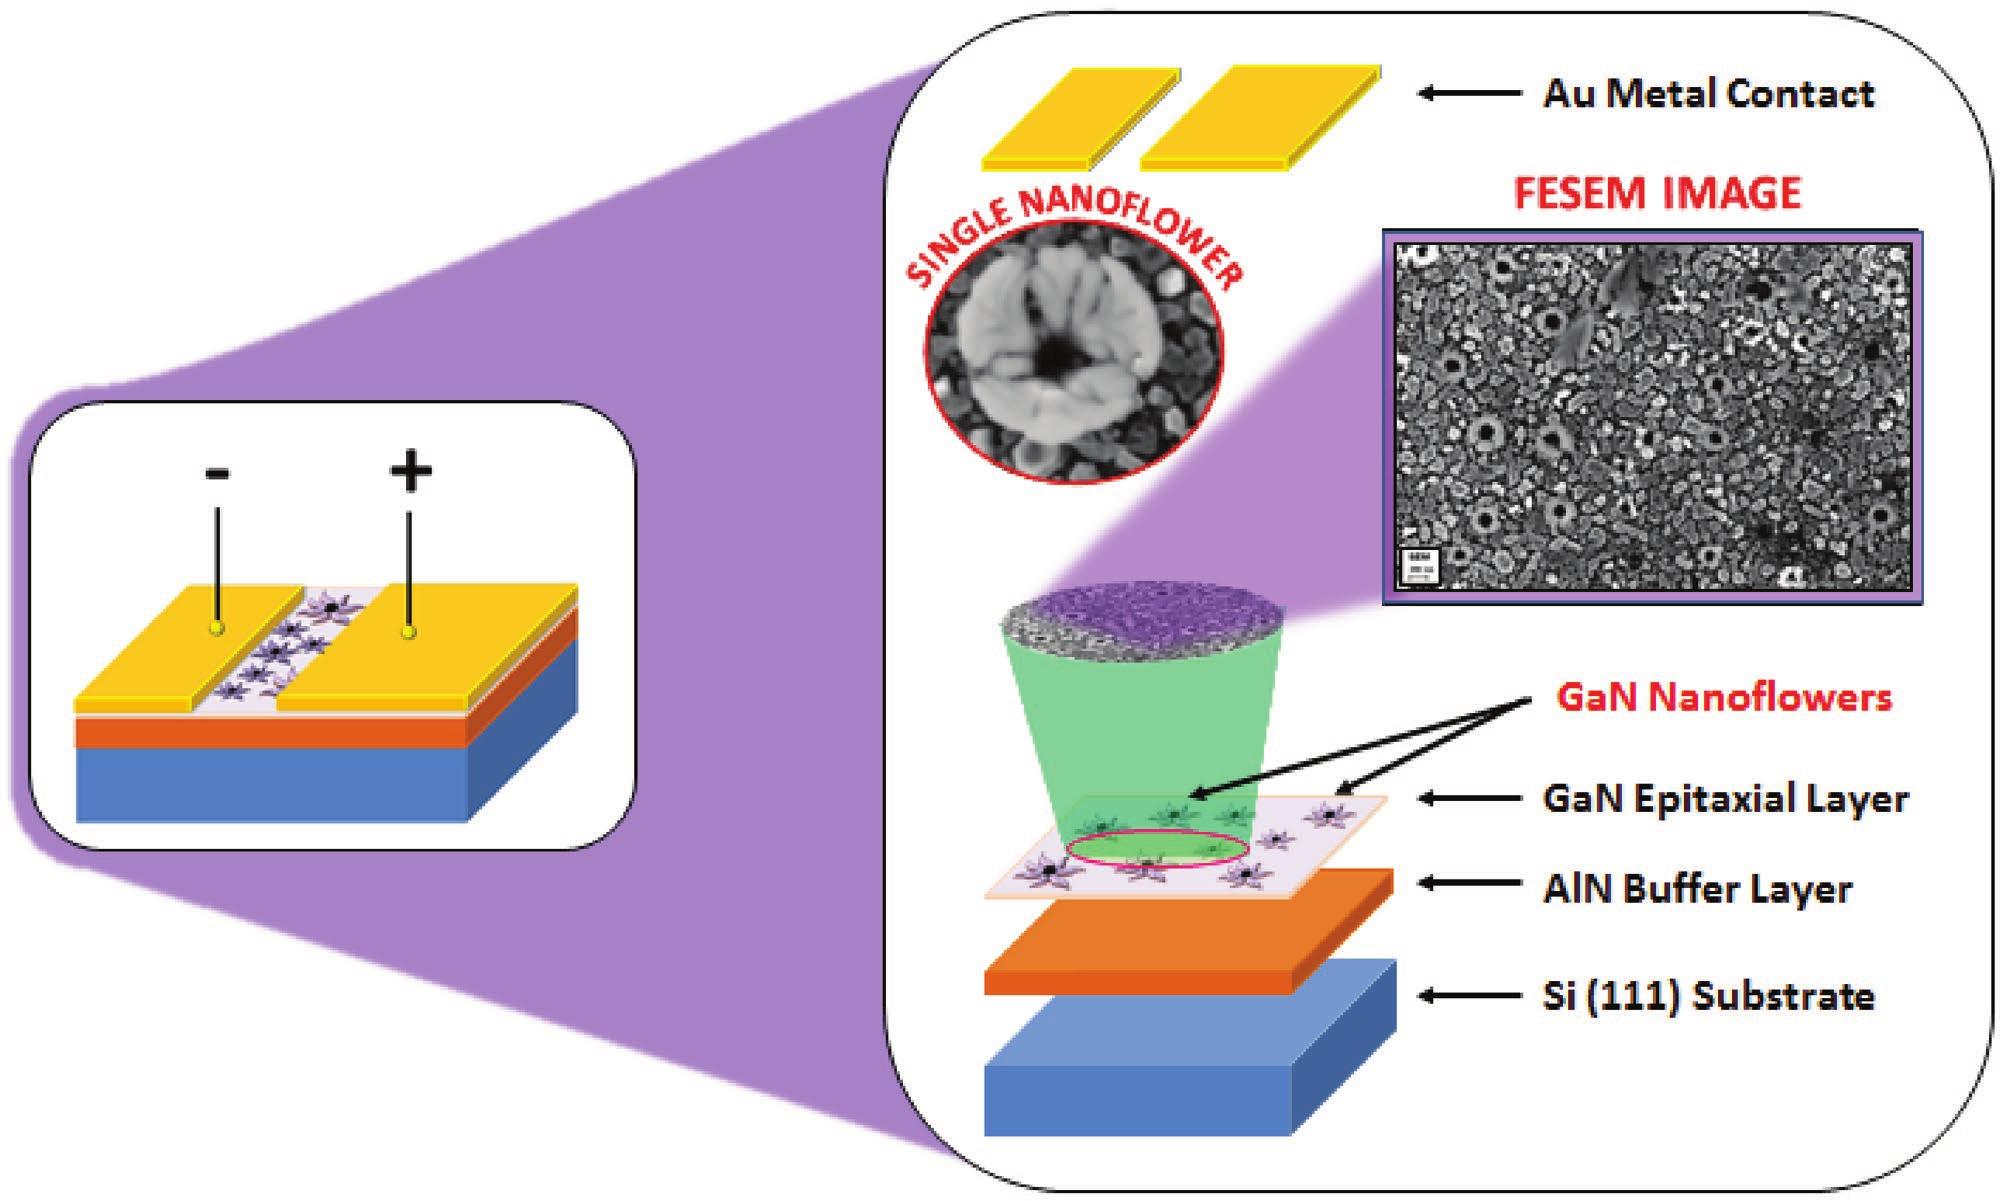 Au Metal Contact
FESEM IMAGE
SINGLE NANOFLOWER
-
+
GaN Nanoflowers
GaN Epitaxial Layer
AlN Buffer Layer
Si (111) Substrate